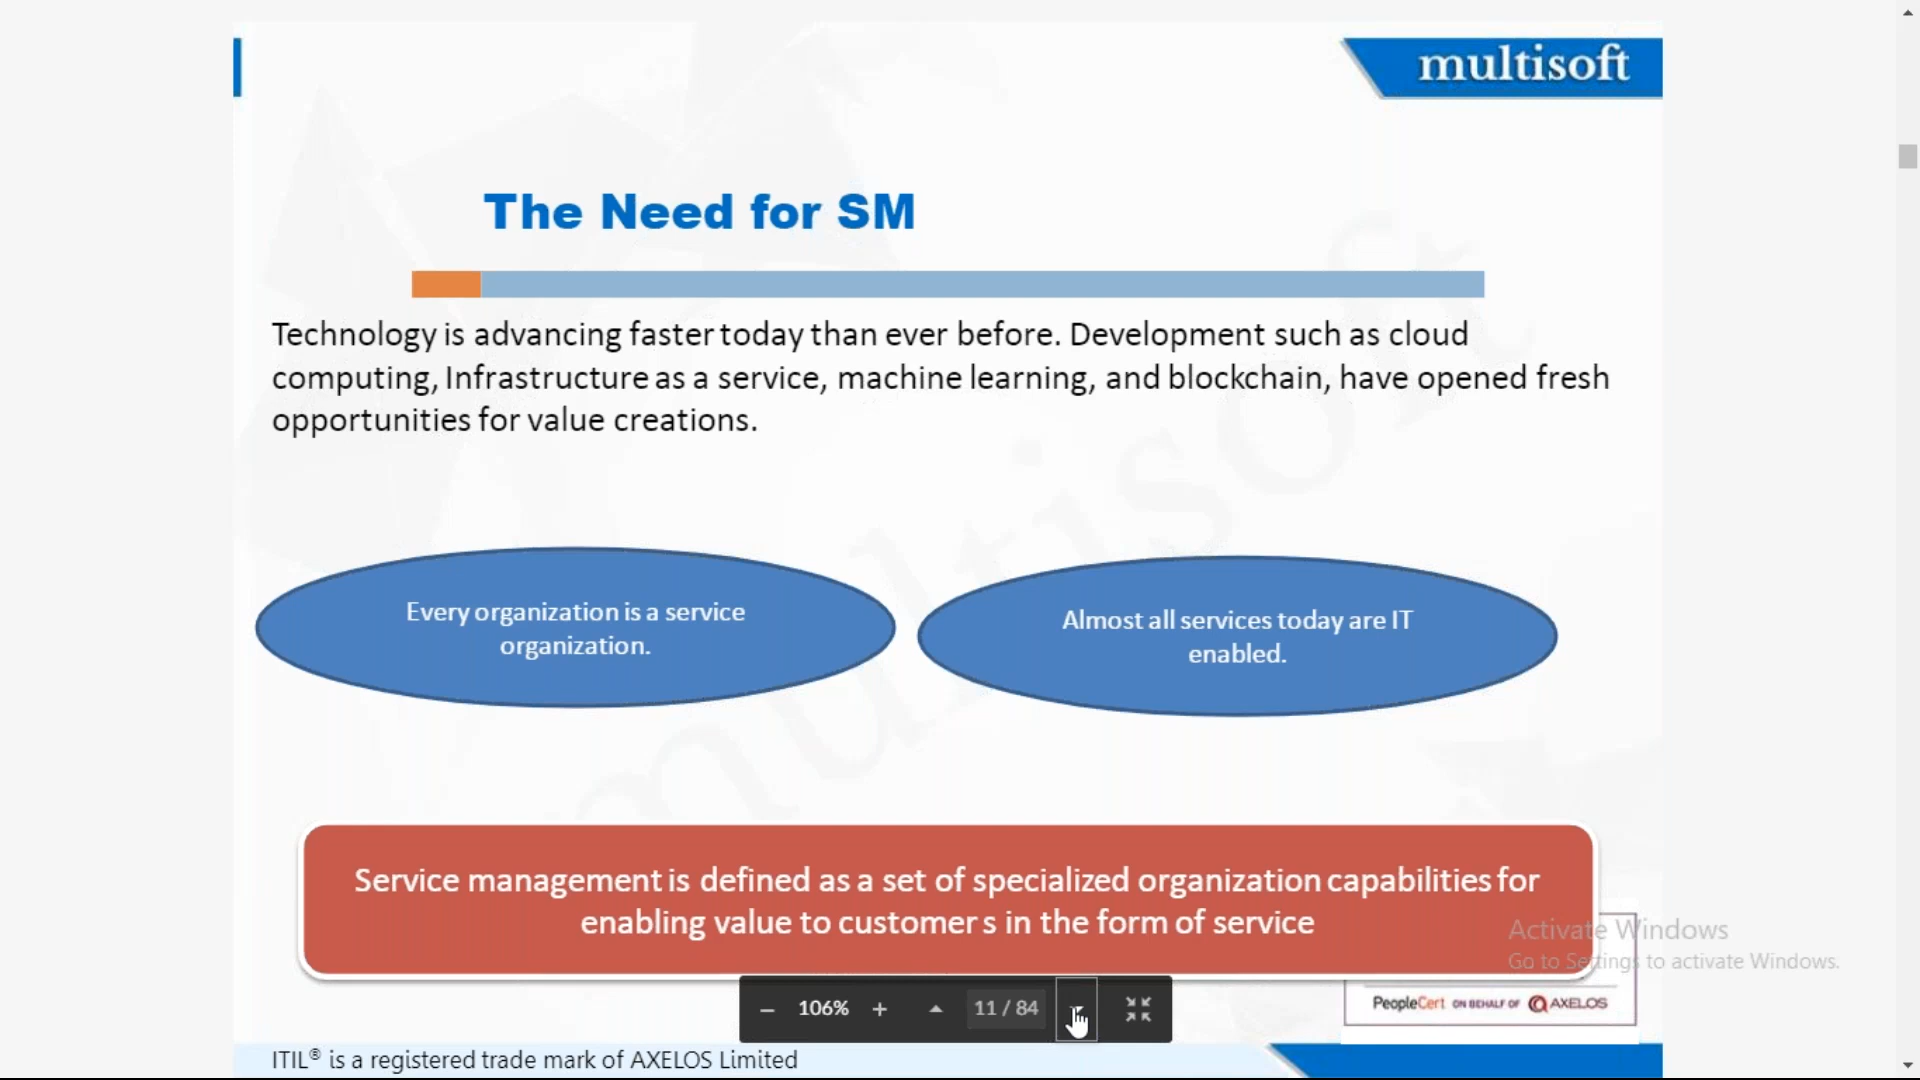 multisoft
The Need for SM
Technology is advancing faster today than ever before. Development such as cloud
computing, Infrastructure as a service, machine learning, and blockchain, have opened fresh
opportunities for value creations.
Every organization is a service
organization.
Almost all services today are IT
enabled.
multisoft
Service management is defined as a set of specialized organization capabilities for
enabling value to customer s in the form of service
Activate Windows
Go to Settings to activate Windows.
PeopleCert ON BEHALF OF AXELOS
106%
11 / 84
ITIL® is a registered trade mark of AXELOS Limited